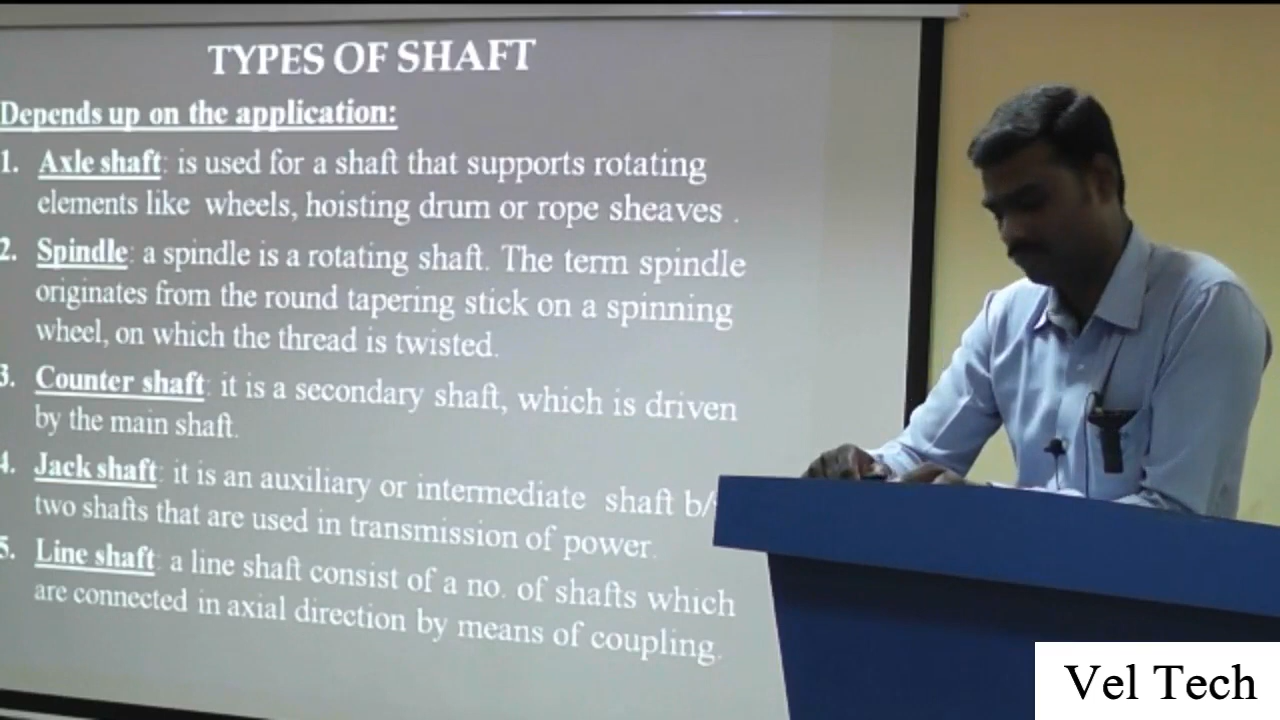 TYPES OF SHAFT
Depends up on the application:
1. Axle shaft: is used for a shaft that supports rotating
elements like wheels, hoisting drum or rope sheaves .
2. Spindle: a spindle is a rotating shaft. The term spindle
originates from the round tapering stick on a spinning
wheel, on which the thread is twisted.
3. Counter shaft: it is a secondary shaft, which is driven
by the main shaft.
4. Jack shaft: it is an auxiliary or intermediate shaft b/
two shafts that are used in transmission of power.
5. Line shaft: a line shaft consist of a no. of shafts which
are connected in axial direction by means of coupling.
Vel Tech